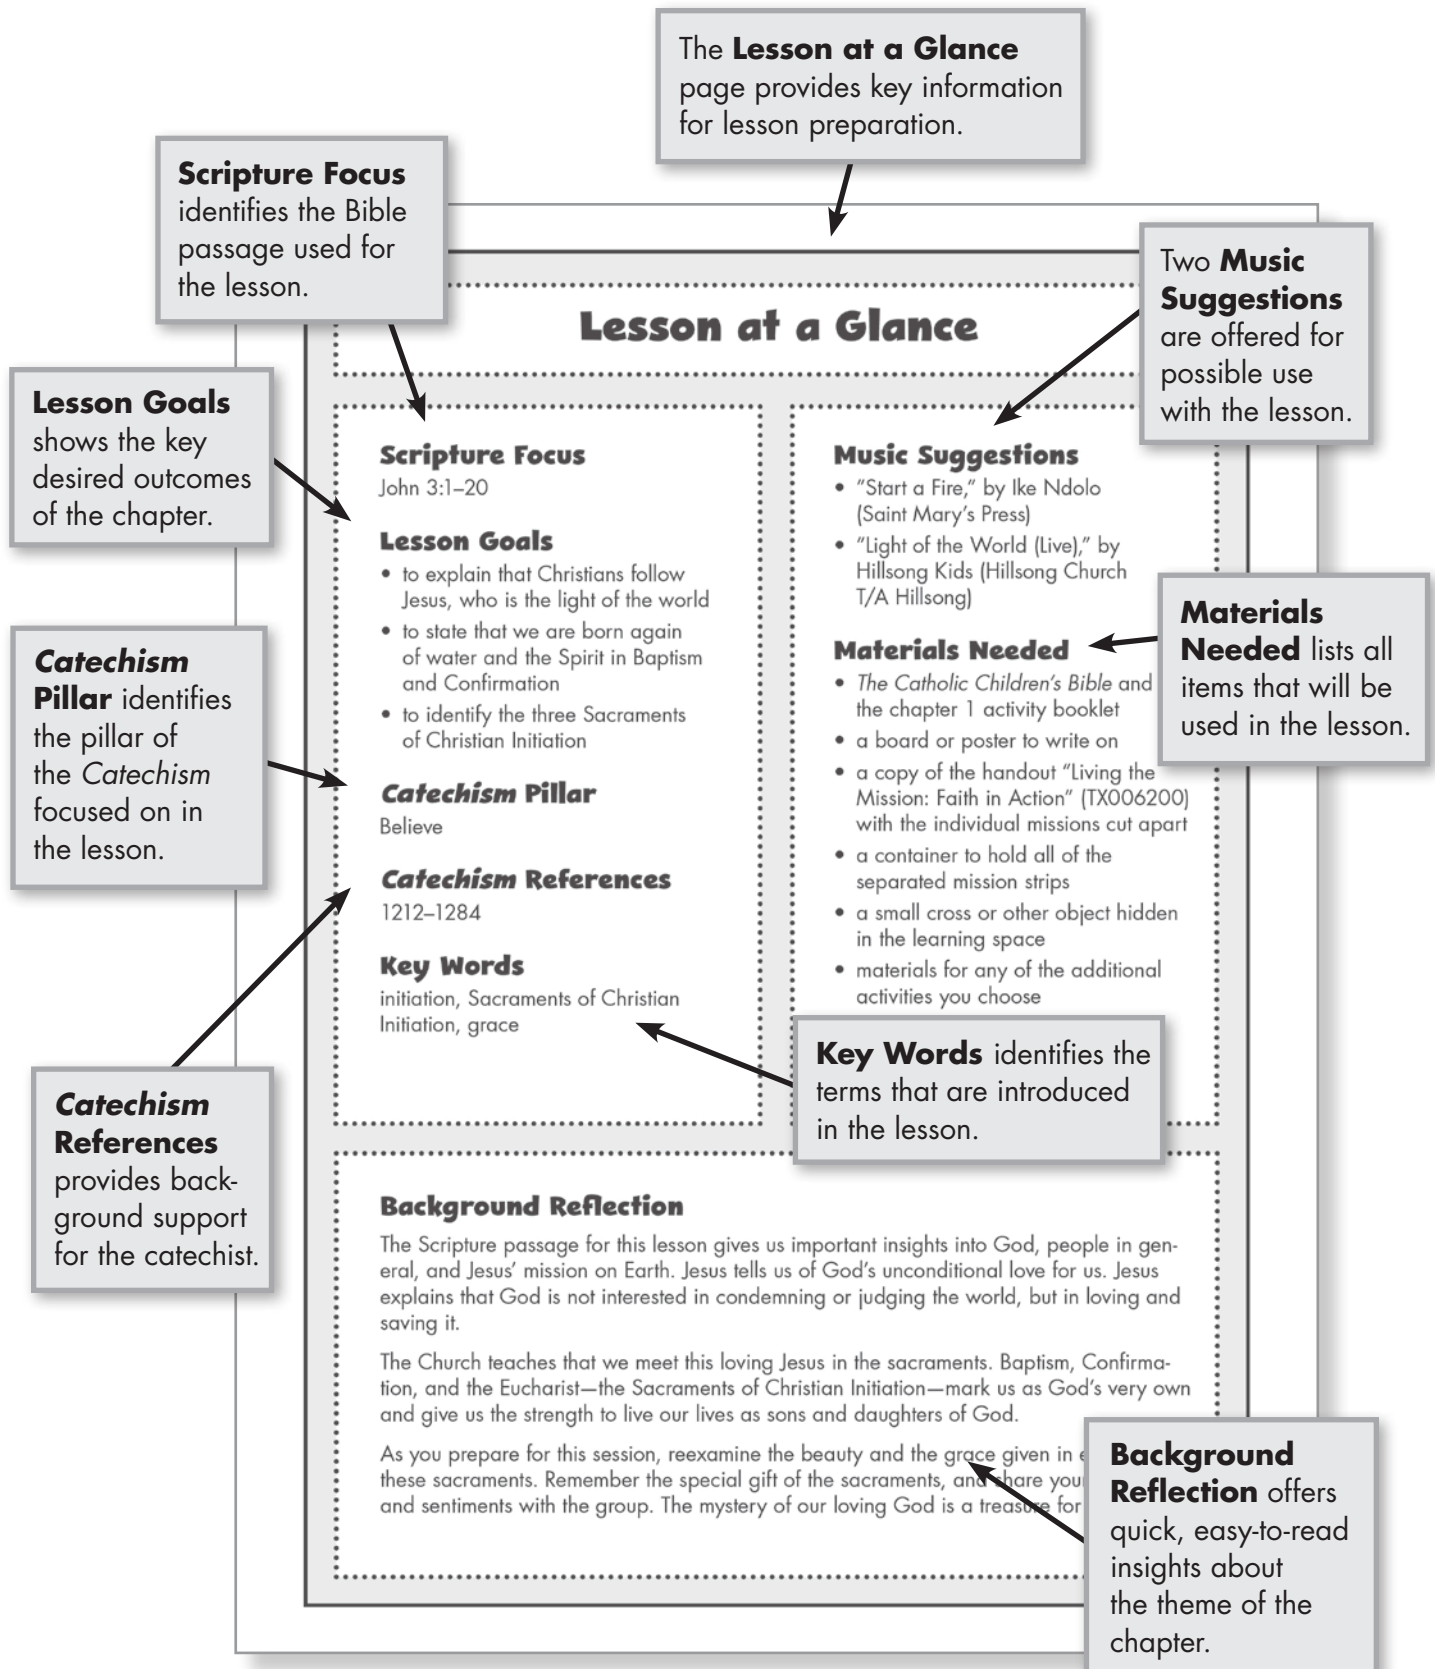 The Lesson at a Glance
page provides key information
for lesson preparation.
Scripture Focus
identifies the Bible
passage used for
the lesson.
Two Music
Suggestions
are offered for
possible use
with the lesson.
Lesson at a Glance
Lesson Goals
shows the key
desired outcomes
of the chapter.
Scripture Focus
John 3:1–20
Lesson Goals
• to explain that Christians follow
Jesus, who is the light of the world
• to state that we are born again
of water and the Spirit in Baptism
and Confirmation
• to identify the three Sacraments
of Christian Initiation
Catechism Pillar
Believe
Catechism References
1212–1284
Key Words
initiation, Sacraments of Christian
Initiation, grace
Music Suggestions
• “Start a Fire,” by Ike Ndolo
(Saint Mary’s Press)
• “Light of the World (Live),” by
Hillsong Kids (Hillsong Church
T/A Hillsong)
Materials Needed
• The Catholic Children’s Bible and
the chapter 1 activity booklet
• a board or poster to write on
• a copy of the handout “Living the
Mission: Faith in Action” (TX006200)
with the individual missions cut apart
• a container to hold all of the
separated mission strips
• a small cross or other object hidden
in the learning space
• materials for any of the additional
activities you choose
Materials
Needed lists all
items that will be
used in the lesson.
Catechism
Pillar identifies
the pillar of
the Catechism
focused on in
the lesson.
Key Words identifies the
terms that are introduced
in the lesson.
Catechism
References
provides back-
ground support
for the catechist.
Background Reflection
The Scripture passage for this lesson gives us important insights into God, people in gen-
eral, and Jesus’ mission on Earth. Jesus tells us of God’s unconditional love for us. Jesus
explains that God is not interested in condemning or judging the world, but in loving and
saving it.
The Church teaches that we meet this loving Jesus in the sacraments. Baptism, Confirma-
tion, and the Eucharist—the Sacraments of Christian Initiation—mark us as God’s very own
and give us the strength to live our lives as sons and daughters of God.
As you prepare for this session, reexamine the beauty and the grace given in
these sacraments. Remember the special gift of the sacraments, and share
and sentiments with the group. The mystery of our loving God is a treasure for
Background
Reflection offers
quick, easy-to-read
insights about
the theme of the
chapter.